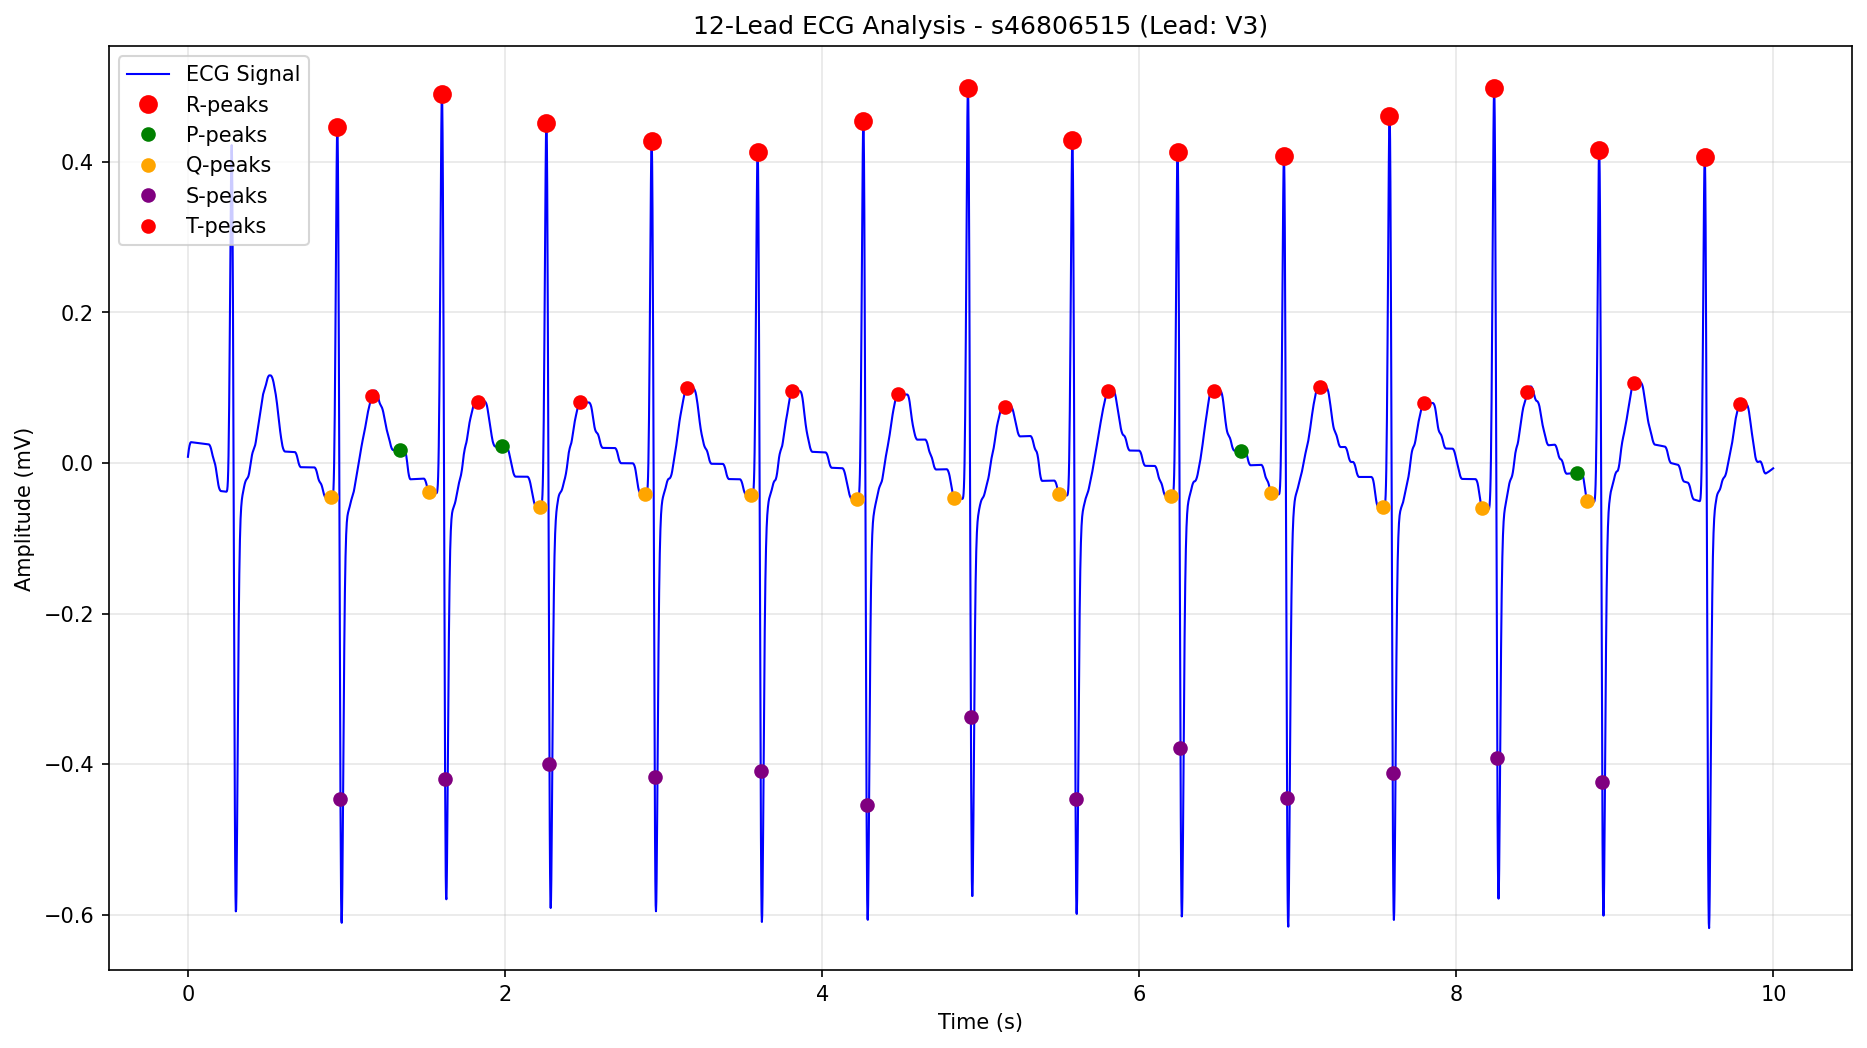 12-Lead ECG Analysis - s46806515 (Lead: V3)
ECG Signal
R-peaks
P-peaks
Q-peaks
S-peaks
T-peaks
0.4
0.2
0.0
−0.2
−0.4
−0.6
Amplitude (mV)
0 2 4 6 8 10
Time (s)